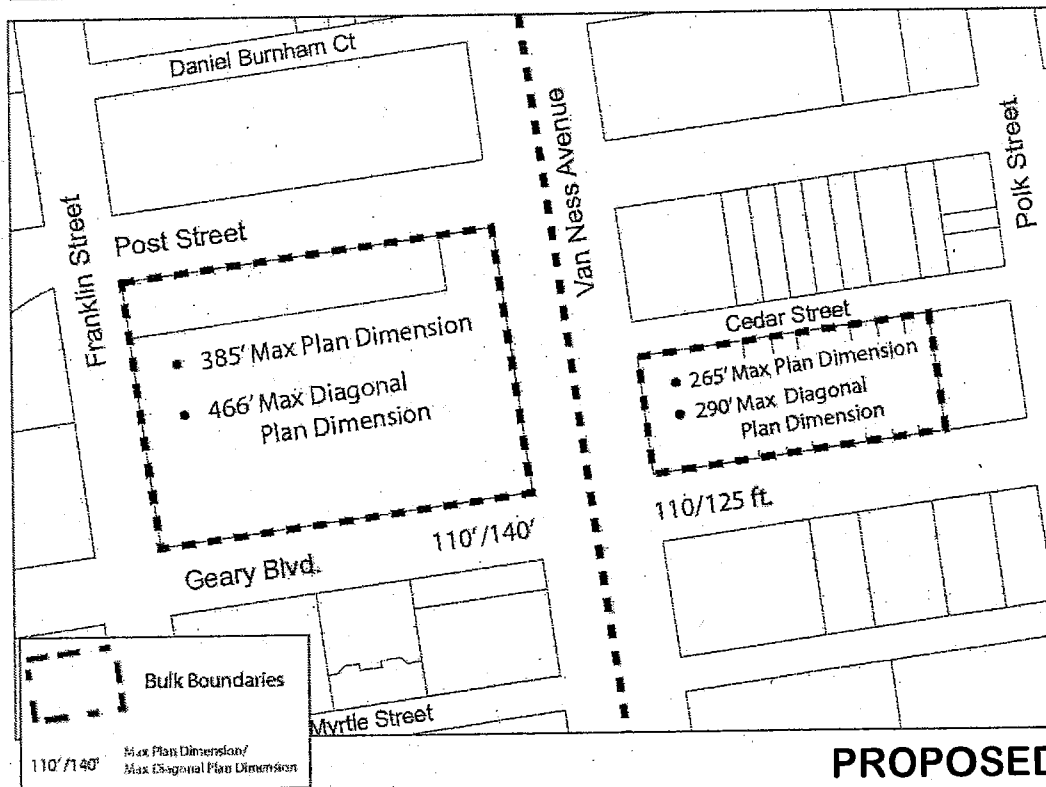 Daniel Burnham Ct
Van Ness Avenue
Polk Street
Franklin Street
Post Street
Cedar Street
• 385' Max Plan Dimension
• 466' Max Diagonal
Plan Dimension
• 265' Max Plan Dimension
• 290' Max Diagonal
Plan Dimension
110'/140'
110/125 ft.
Geary Blvd.
Bulk Boundaries
Myrtle Street
110'/140'
Max Plan Dimension/
Max Diagonal Plan Dimension
PROPOSED